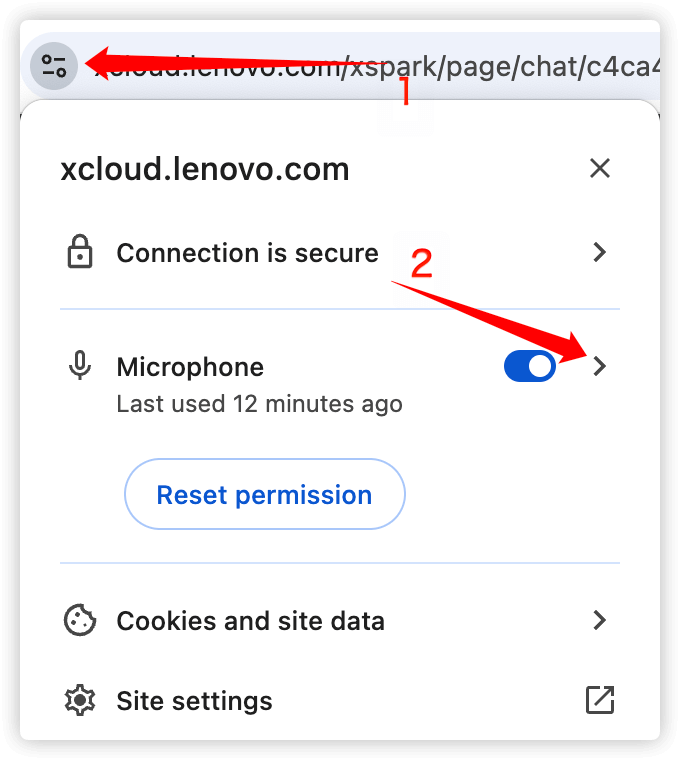 xcloud.lenovo.com/xspark/page/chat/c4ca4
1
xcloud.lenovo.com
Connection is secure
2
Microphone
Last used 12 minutes ago
Reset permission
Cookies and site data
Site settings